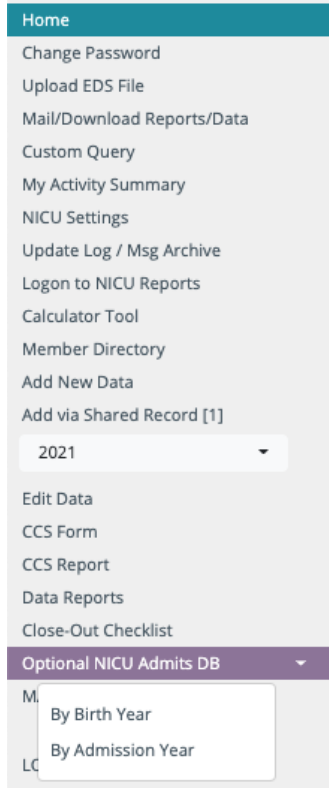 Home
Change Password
Upload EDS File
Mail/Download Reports/Data
Custom Query
My Activity Summary
NICU Settings
Update Log / Msg Archive
Logon to NICU Reports
Calculator Tool
Member Directory
Add New Data
Add via Shared Record [1]
2021
Edit Data
CCS Form
CCS Report
Data Reports
Close-Out Checklist
Optional NICU Admits DB
By Birth Year
By Admission Year